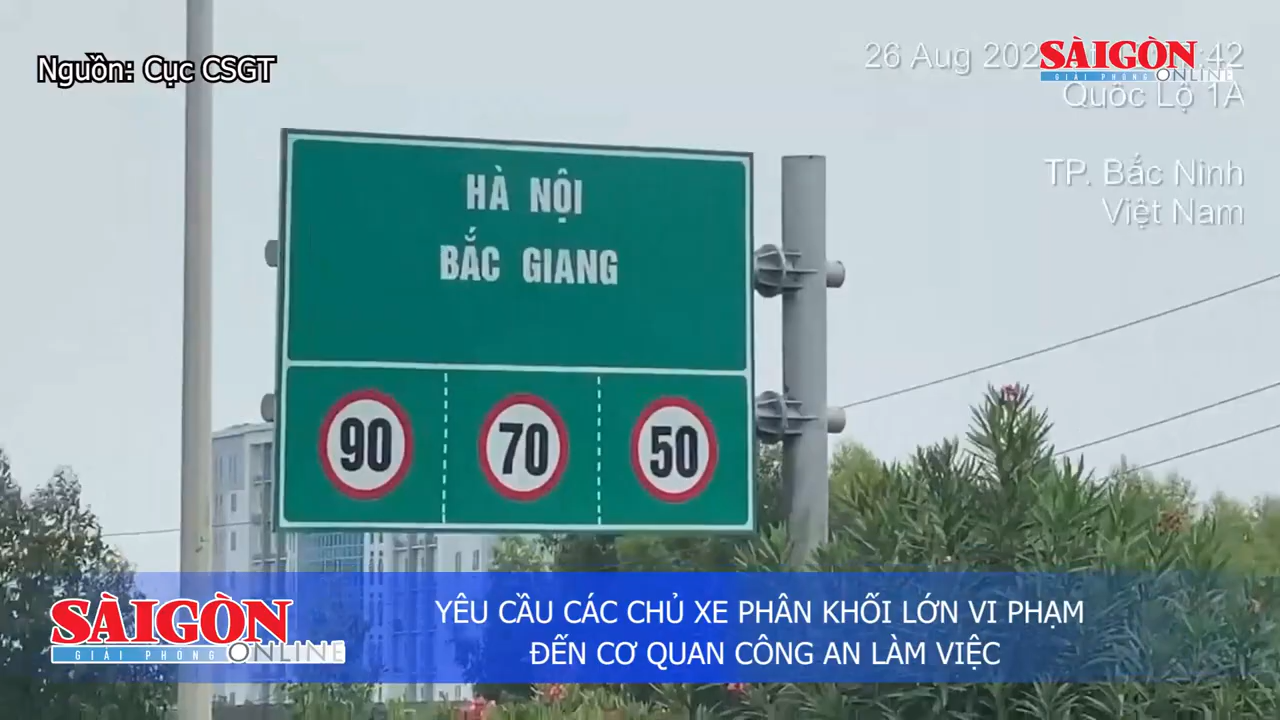 Nguồn: Cục CSGT
26 Aug
SÀIGÒN
GIẢI PHÓNG ONLINE
Quốc Lộ 1A
TP. Bắc Ninh
Việt Nam
HÀ NỘI
BẮC GIANG
90 70 50
YÊU CẦU CÁC CHỦ XE PHÂN KHỐI LỚN VI PHẠM
ĐẾN CƠ QUAN CÔNG AN LÀM VIỆC
SÀIGÒN
GIẢI PHÓNG ONLINE